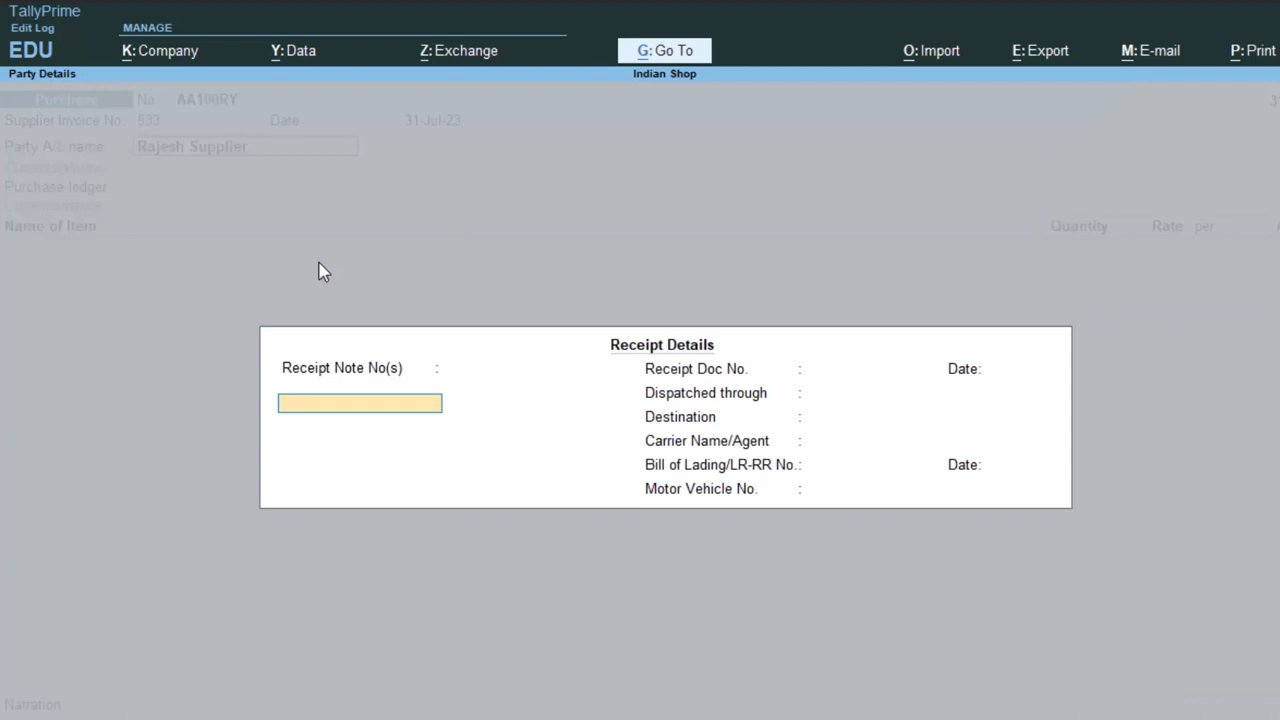 TallyPrime
Edit Log
MANAGE
EDU K: Company Y: Data Z: Exchange G: Go To O: Import E: Export M: E-mail P: Print
Party Details Indian Shop
Purchase No AA100RY
Supplier Invoice No. 533 Date 31-Jul-23
Party A/c name Rajesh Supplier
Purchase ledger
Name of Item Quantity Rate per
Receipt Details
Receipt Note No(s) : Receipt Doc No. : Date:
Dispatched through :
Destination :
Carrier Name/Agent :
Bill of Lading/LR-RR No. : Date:
Motor Vehicle No. :
Narration: